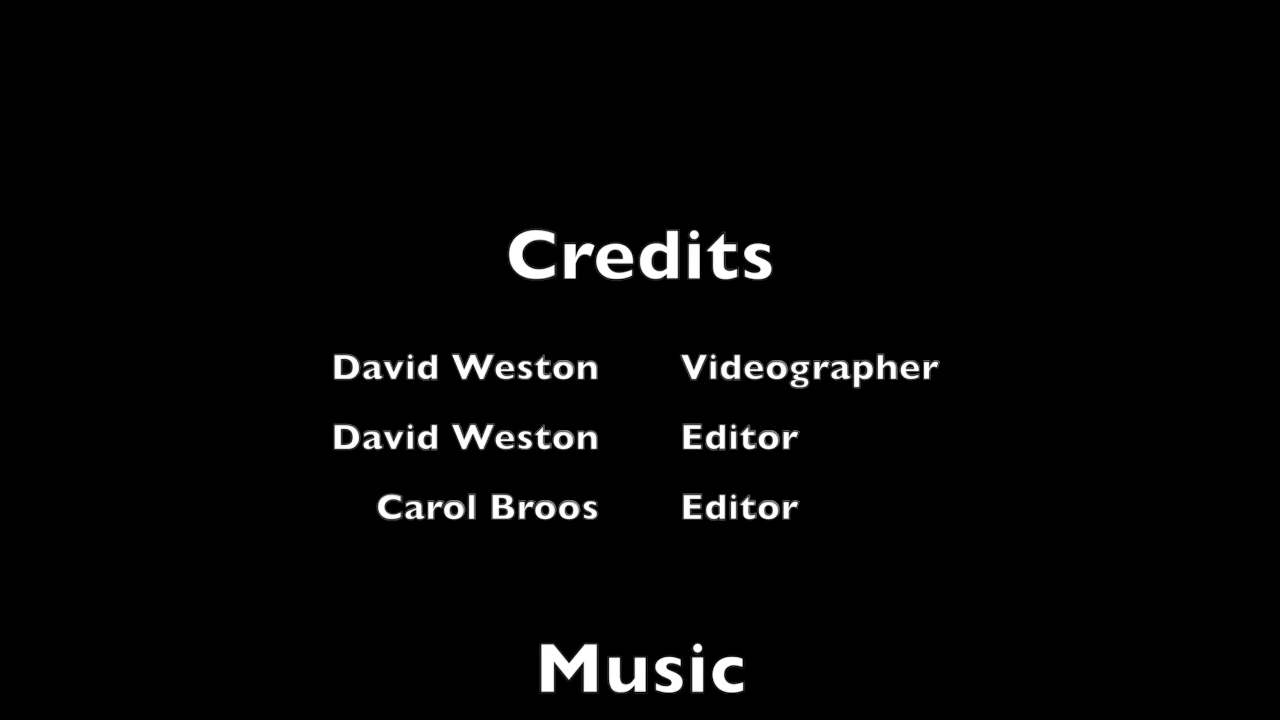 Credits
David Weston Videographer
David Weston Editor
Carol Broos Editor
Music